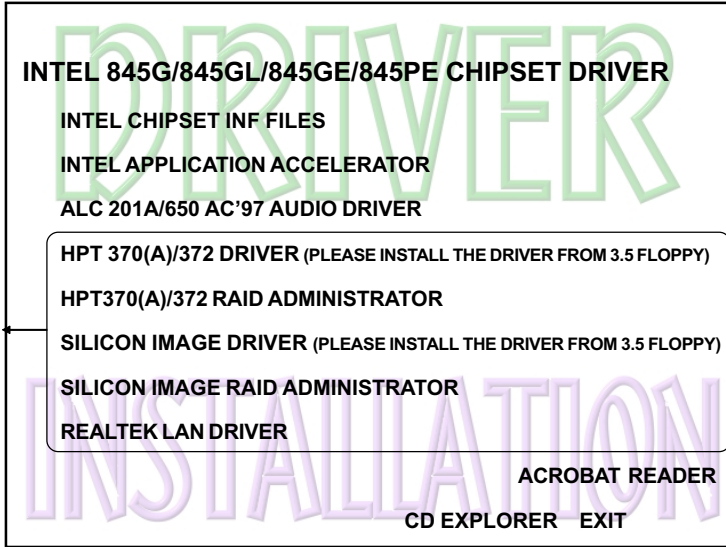 DRIVER
INTEL 845G/845GL/845GE/845PE CHIPSET DRIVER
INTEL CHIPSET INF FILES
INTEL APPLICATION ACCELERATOR
ALC 201A/650 AC’97 AUDIO DRIVER
HPT 370(A)/372 DRIVER (PLEASE INSTALL THE DRIVER FROM 3.5 FLOPPY)
HPT370(A)/372 RAID ADMINISTRATOR
SILICON IMAGE DRIVER (PLEASE INSTALL THE DRIVER FROM 3.5 FLOPPY)
SILICON IMAGE RAID ADMINISTRATOR
REALTEK LAN DRIVER
INSTALLATION
ACROBAT READER
CD EXPLORER EXIT